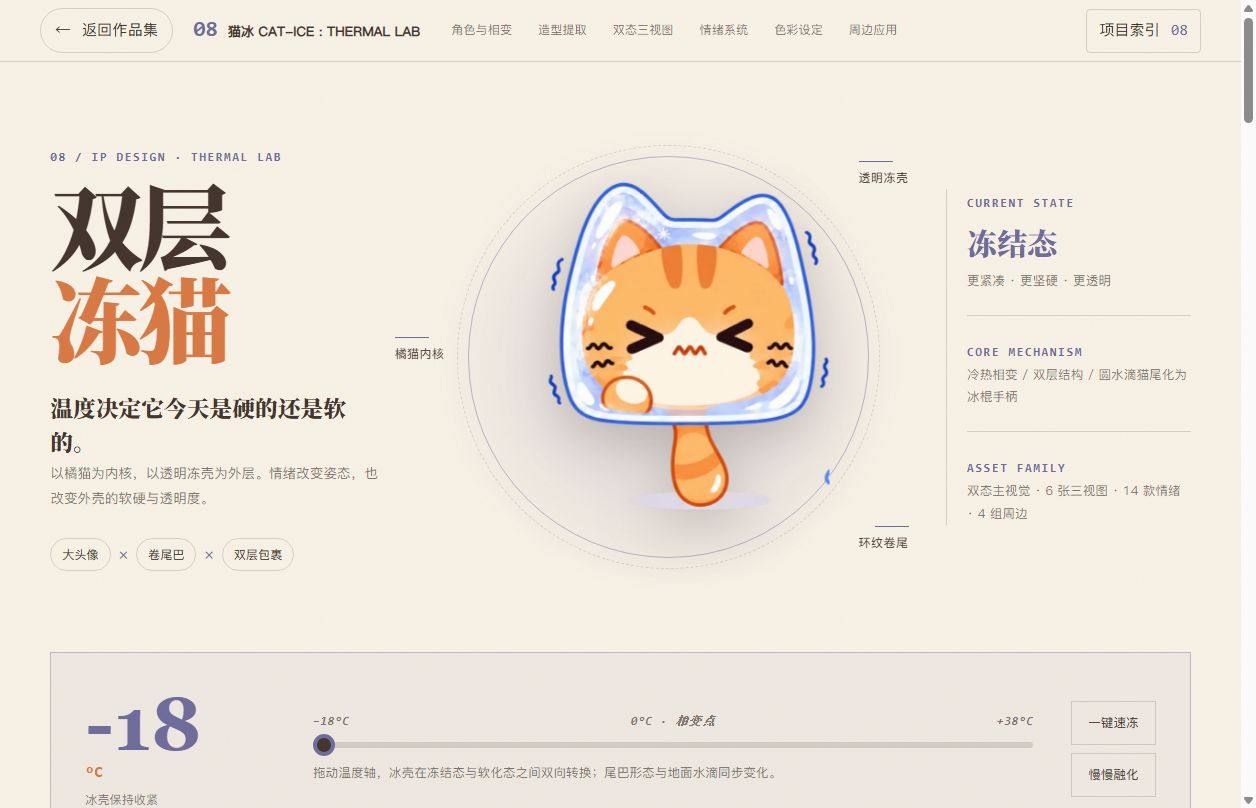 ← 返回作品集
08 猫冰 CAT–ICE : THERMAL LAB
角色与相变 造型提取 双态三视图 情绪系统 色彩设定 周边应用
项目索引 08
08 / IP DESIGN · THERMAL LAB
双层
冻猫
温度决定它今天是硬的还是软
的。
以橘猫为内核，以透明冻壳为外层。情绪改变姿态，也
改变外壳的软硬与透明度。
大头像 × 卷尾巴 × 双层包裹
橘猫内核
透明冻壳
环纹卷尾
CURRENT STATE
冻结态
更紧凑 · 更坚硬 · 更透明
CORE MECHANISM
冷热相变 / 双层结构 / 圆水滴猫尾化为
冰棍手柄
ASSET FAMILY
双态主视觉 · 6 张三视图 · 14 款情绪
· 4 组周边
-18
°C
冰壳保持收紧
−18°C 0°C · 相变点 +38°C
拖动温度轴，冰壳在冻结态与软化态之间双向转换；尾巴形态与地面水滴同步变化。
一键速冻
慢慢融化